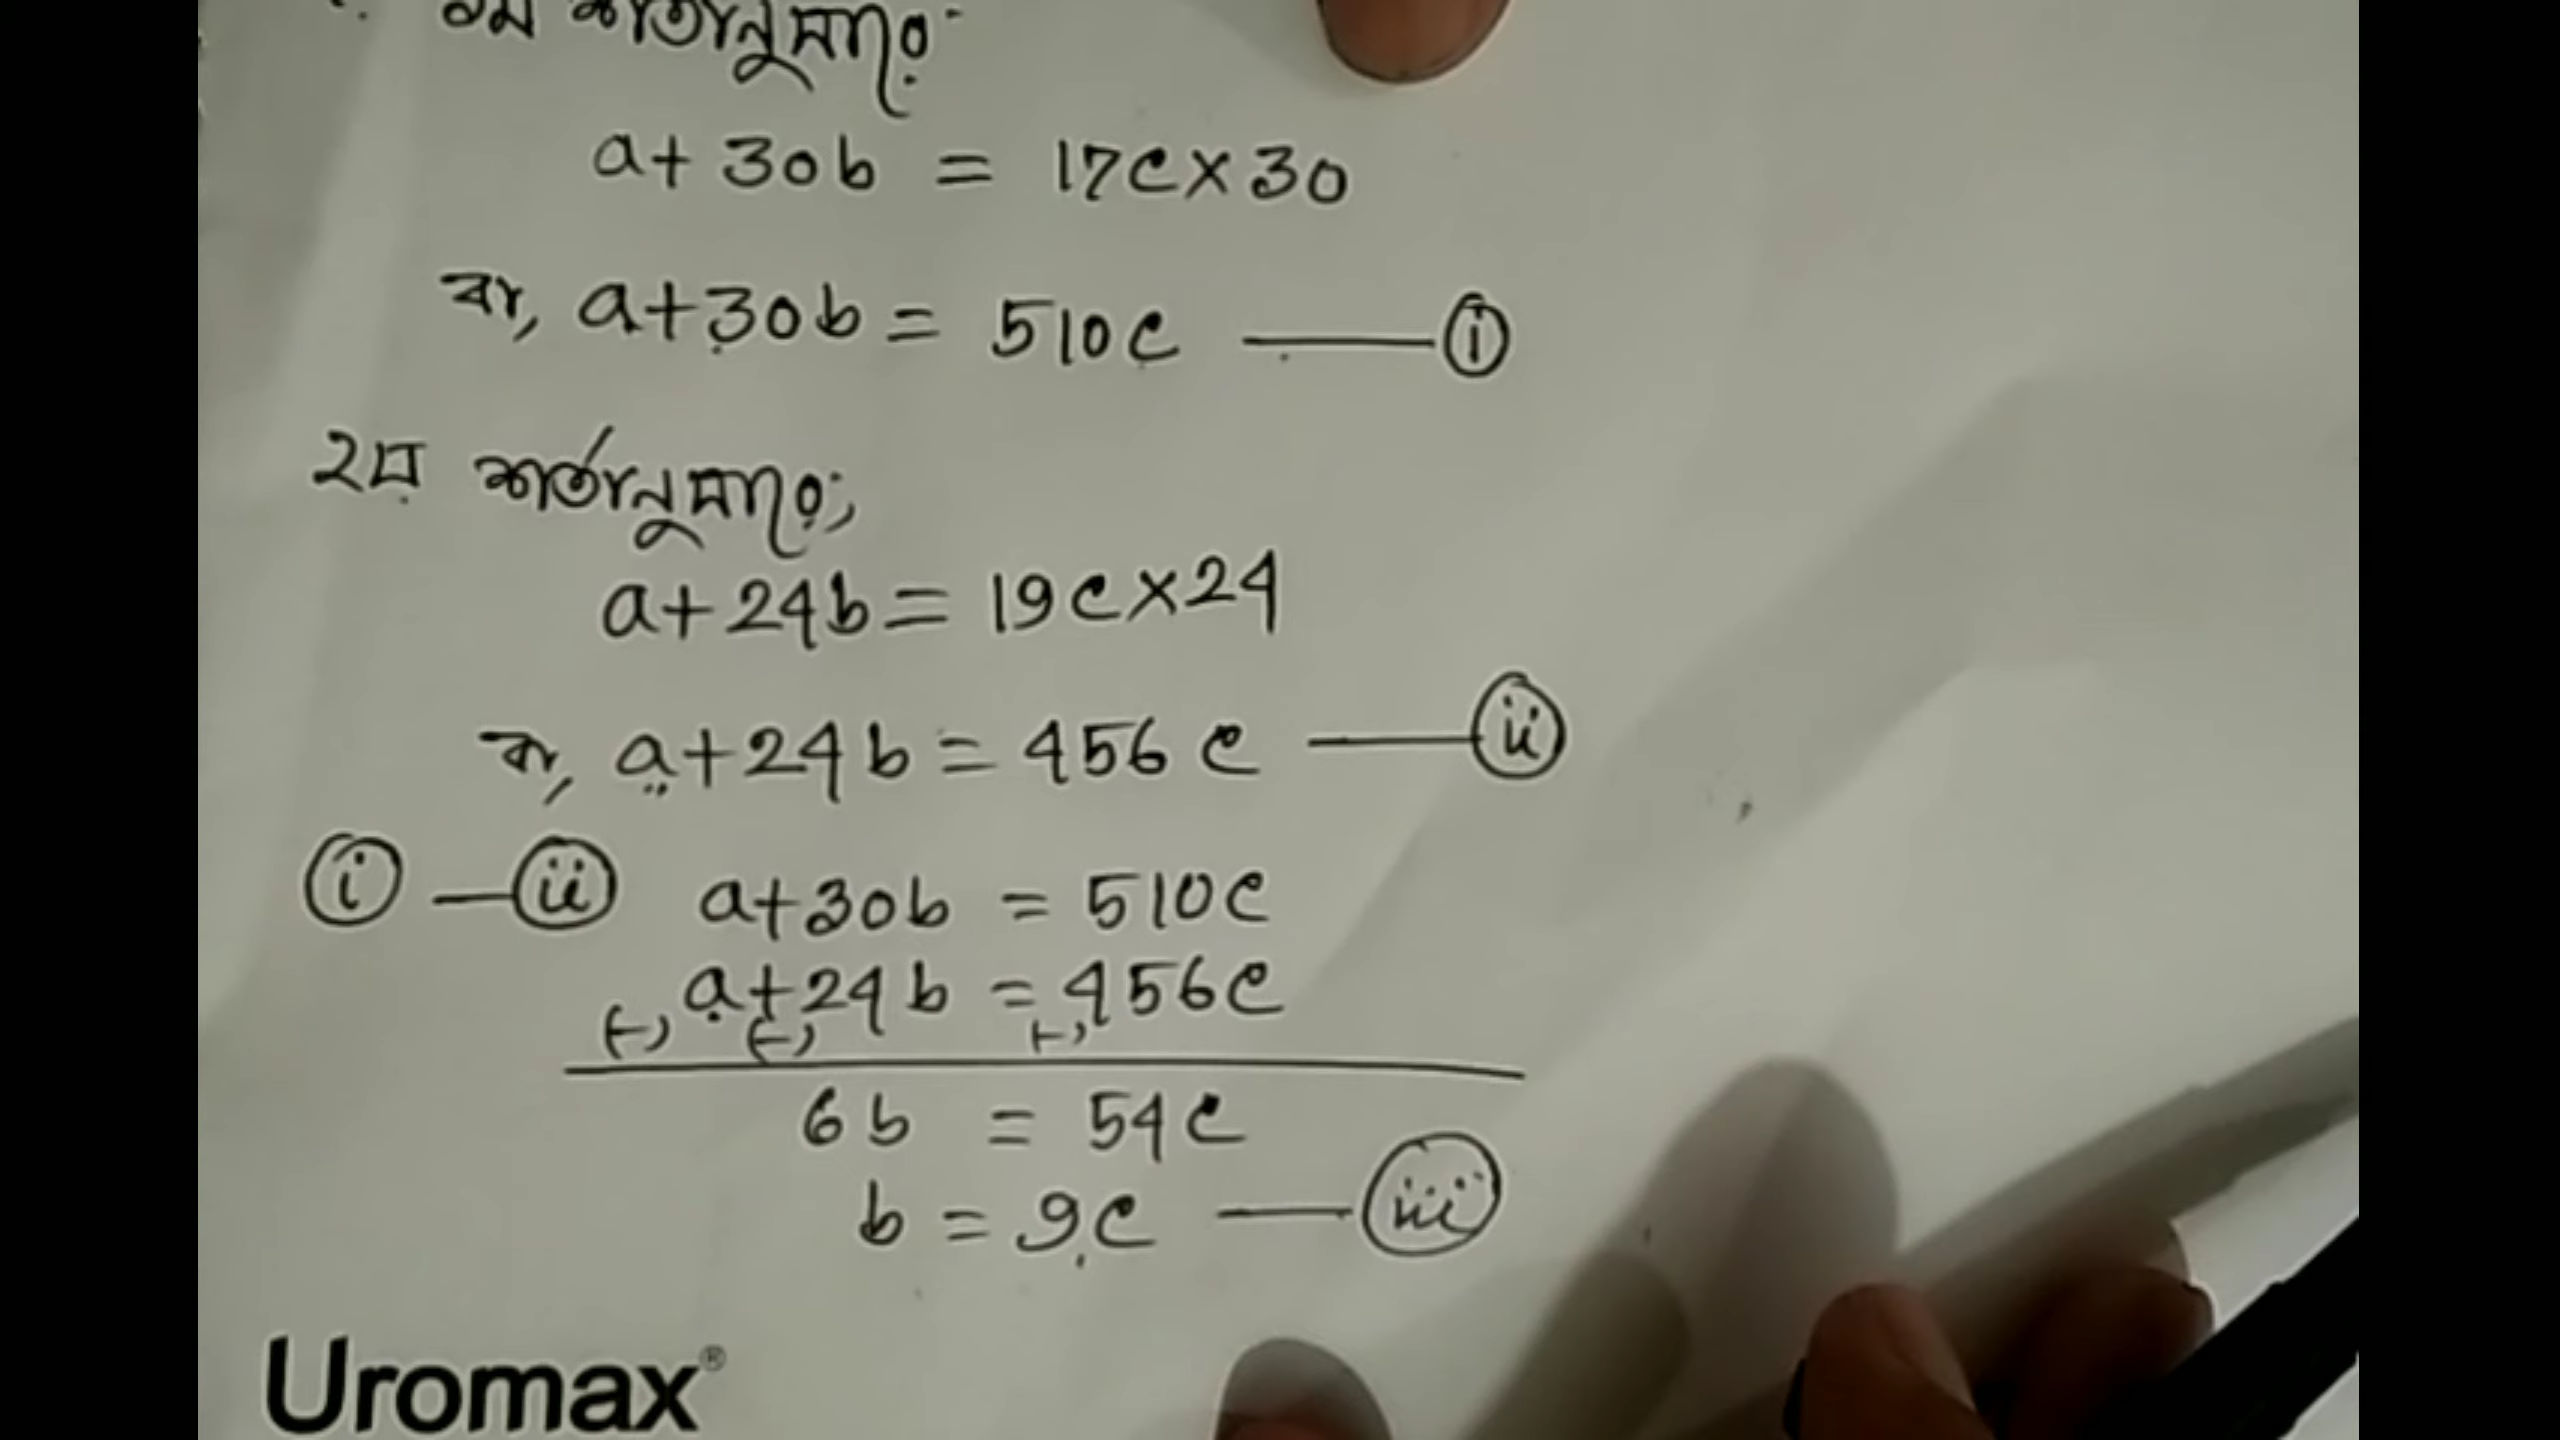 ১ম শর্তানুসারে
a+30b = 17c×30
বা, a+30b = 510c —— (i)
২য় শর্তানুসারে,
a+24b = 19c×24
বা, a+24b = 456c —— (ii)
(i) — (ii) a+30b = 510c
a+24b = 456c
(-) (-) (-)
6b = 54c
b = 9c —— (iii)
Uromax®